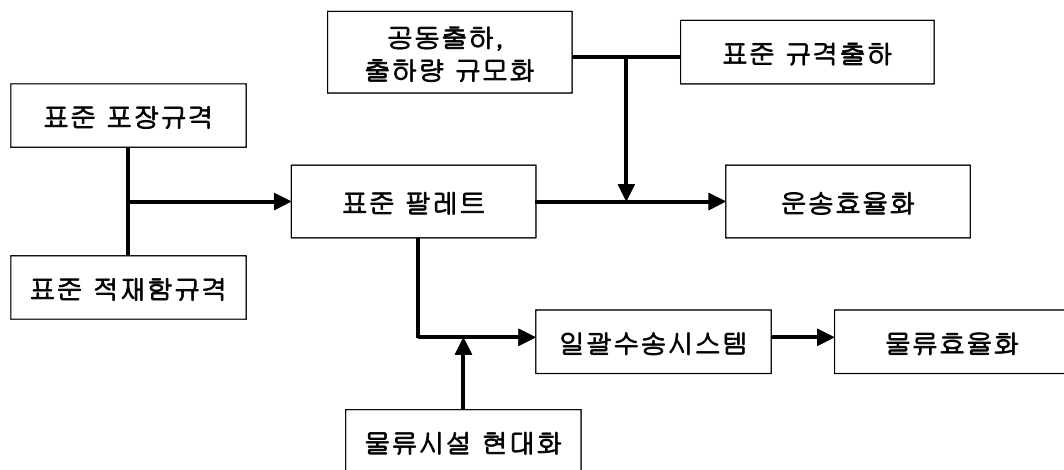 공동출하,
출하량 규모화
표준 규격출하
표준 포장규격
표준 팔레트
운송효율화
표준 적재함규격
일괄수송시스템
물류효율화
물류시설 현대화